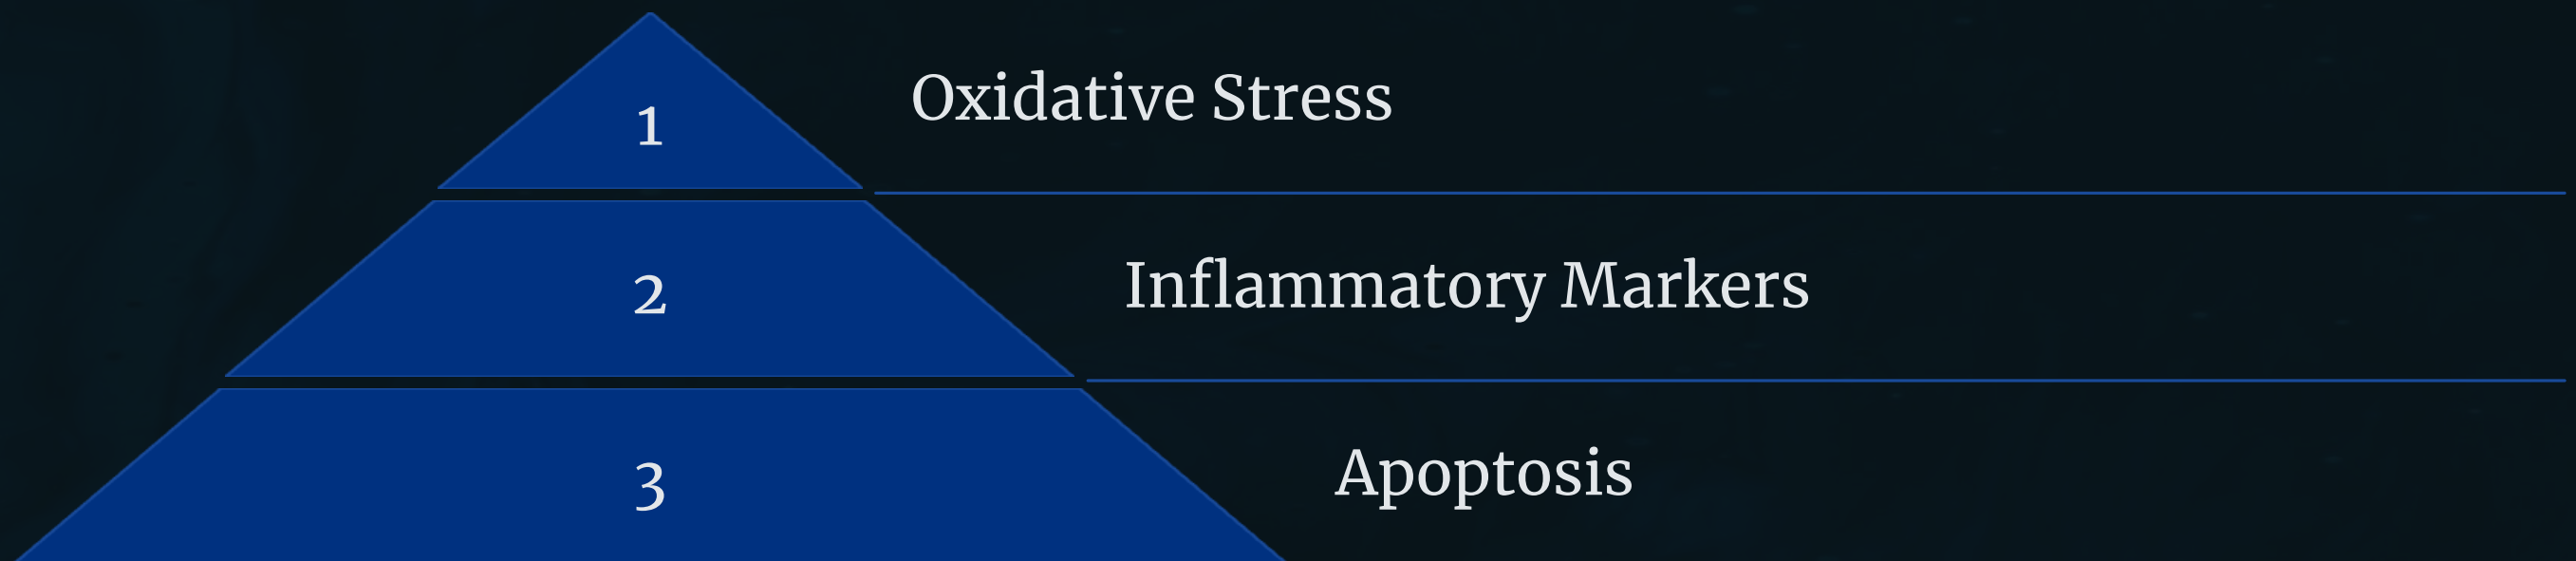 1
Oxidative Stress
2
Inflammatory Markers
3
Apoptosis